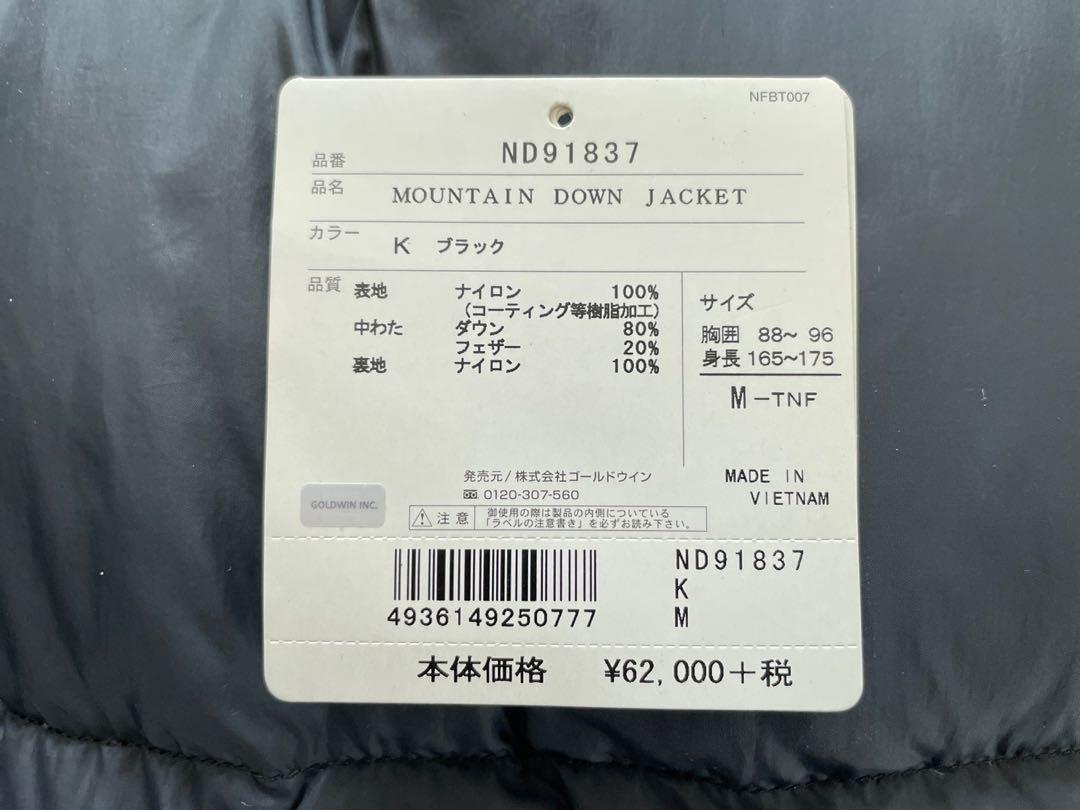 NFBT007
品番 ND91837
品名 MOUNTAIN DOWN JACKET
カラー K ブラック
品質 表地 ナイロン 100%
(コーティング等樹脂加工)
中わた ダウン 80%
フェザー 20%
裏地 ナイロン 100%
サイズ
胸囲 88~ 96
身長 165~175
M-TNF
発売元/株式会社ゴールドウイン
0120-307-560
MADE IN
VIETNAM
GOLDWIN INC.
注意 御使用の際は製品の内側についている
「ラベルの注意書き」を必ずお読み下さい。
4936149250777
ND91837
K
M
本体価格 ¥62,000+税